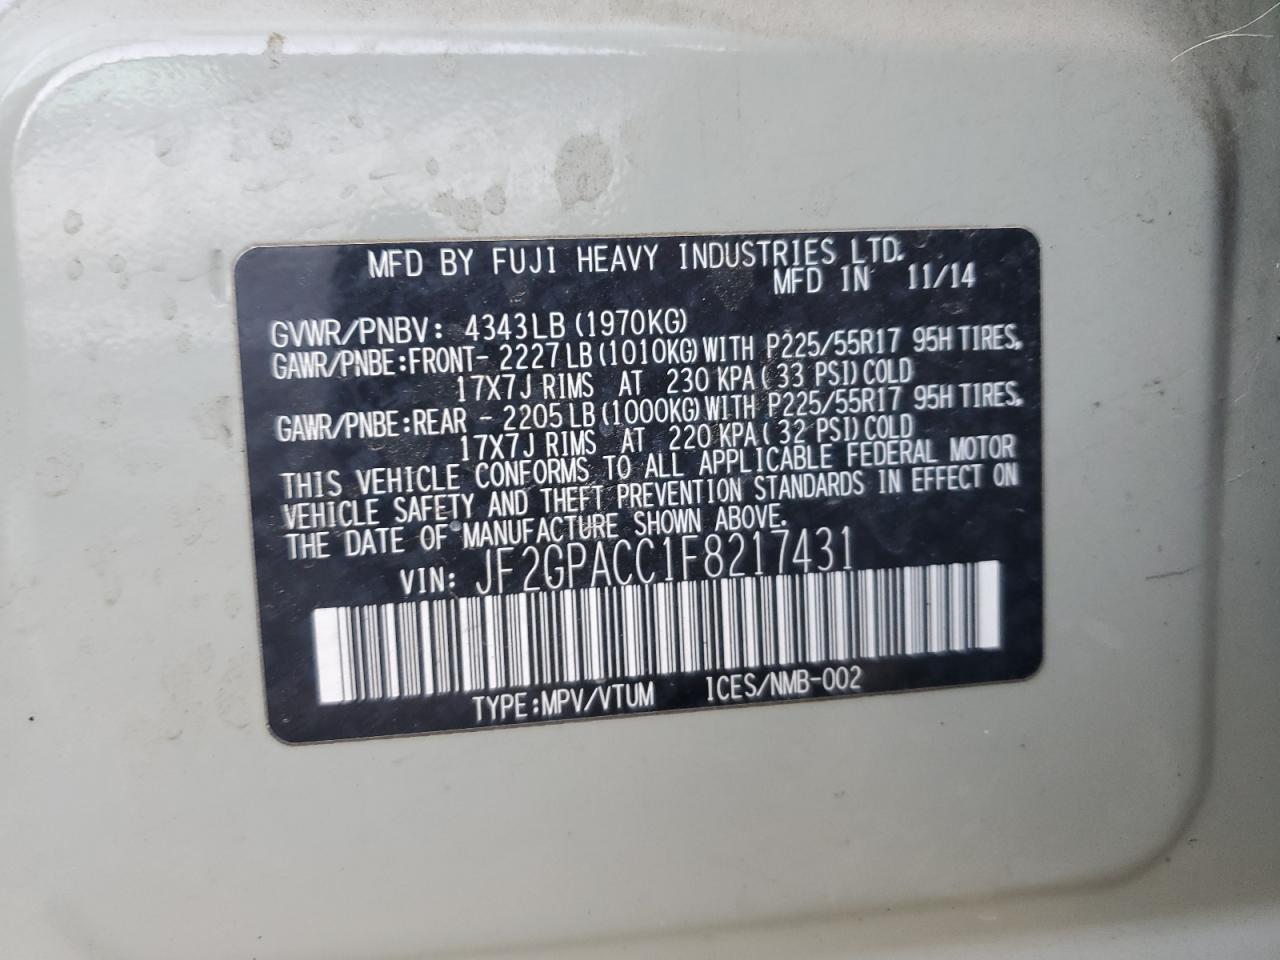 MFD BY FUJI HEAVY INDUSTRIES LTD.
MFD IN 11/14
GVWR/PNBV: 4343LB (1970KG)
GAWR/PNBE:FRONT- 2227LB (1010KG) WITH P225/55R17 95H TIRES,
17X7J RIMS AT 230 KPA( 33 PSI) COLD
GAWR/PNBE:REAR - 2205LB (1000KG) WITH P225/55R17 95H TIRES,
17X7J RIMS AT 220 KPA( 32 PSI) COLD
THIS VEHICLE CONFORMS TO ALL APPLICABLE FEDERAL MOTOR
VEHICLE SAFETY AND THEFT PREVENTION STANDARDS IN EFFECT ON
THE DATE OF MANUFACTURE SHOWN ABOVE.
VIN: JF2GPACC1F8217431
TYPE:MPV/VTUM ICES/NMB-002